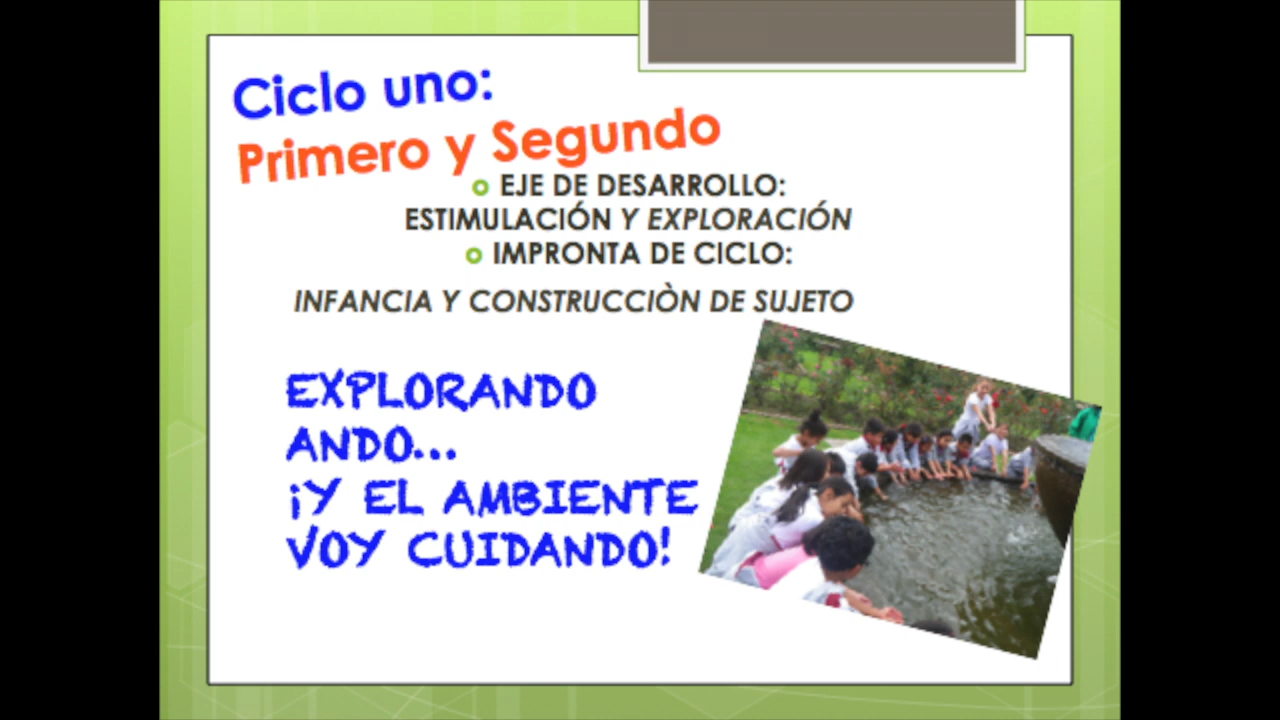 Ciclo uno:
Primero y Segundo
EJE DE DESARROLLO:
ESTIMULACIÓN Y EXPLORACIÓN
IMPRONTA DE CICLO:
INFANCIA Y CONSTRUCCIÒN DE SUJETO
EXPLORANDO
ANDO...
¡Y EL AMBIENTE
VOY CUIDANDO!